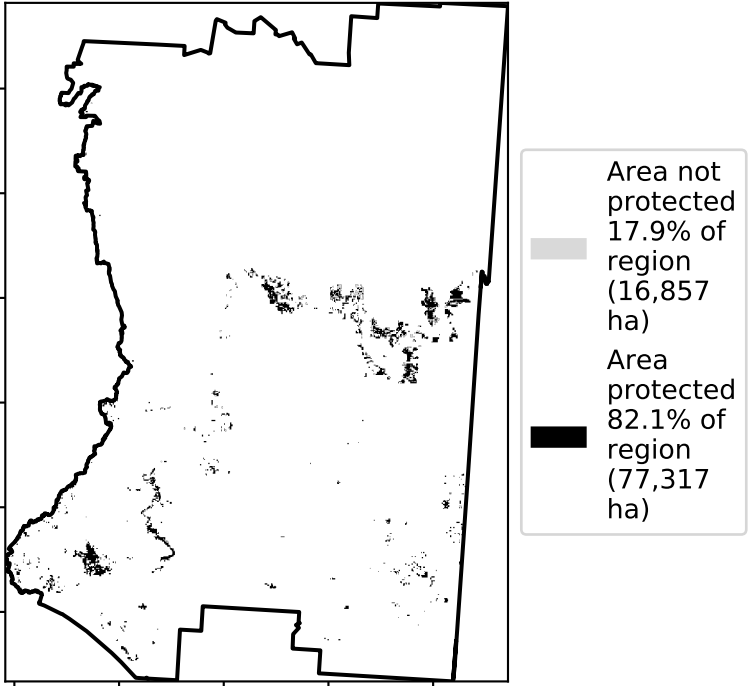 Area not
protected
17.9% of
region
(16,857
ha)
Area
protected
82.1% of
region
(77,317
ha)